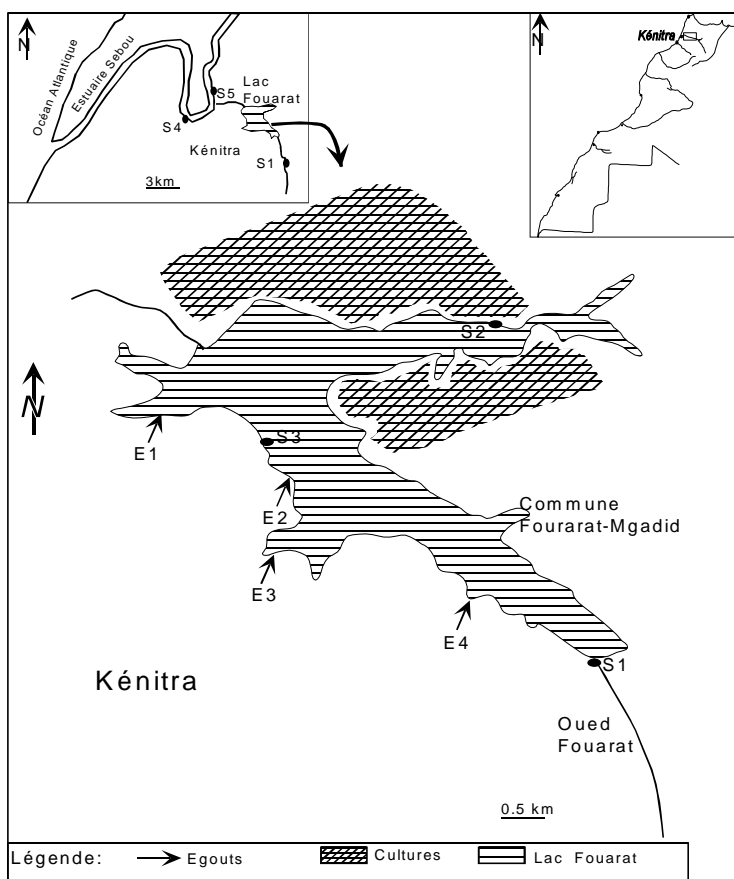 N
Océan Atlantique
Estuaire Sebou
S5
Lac
Fouarat
S4
Kénitra
S1
3km
N
Kénitra
S2
N
E1
S3
E2
Commune
Fourarat-Mgadid
E3
E4
S1
Kénitra
Oued
Fouarat
0.5 km
Légende: Egouts Cultures Lac Fouarat